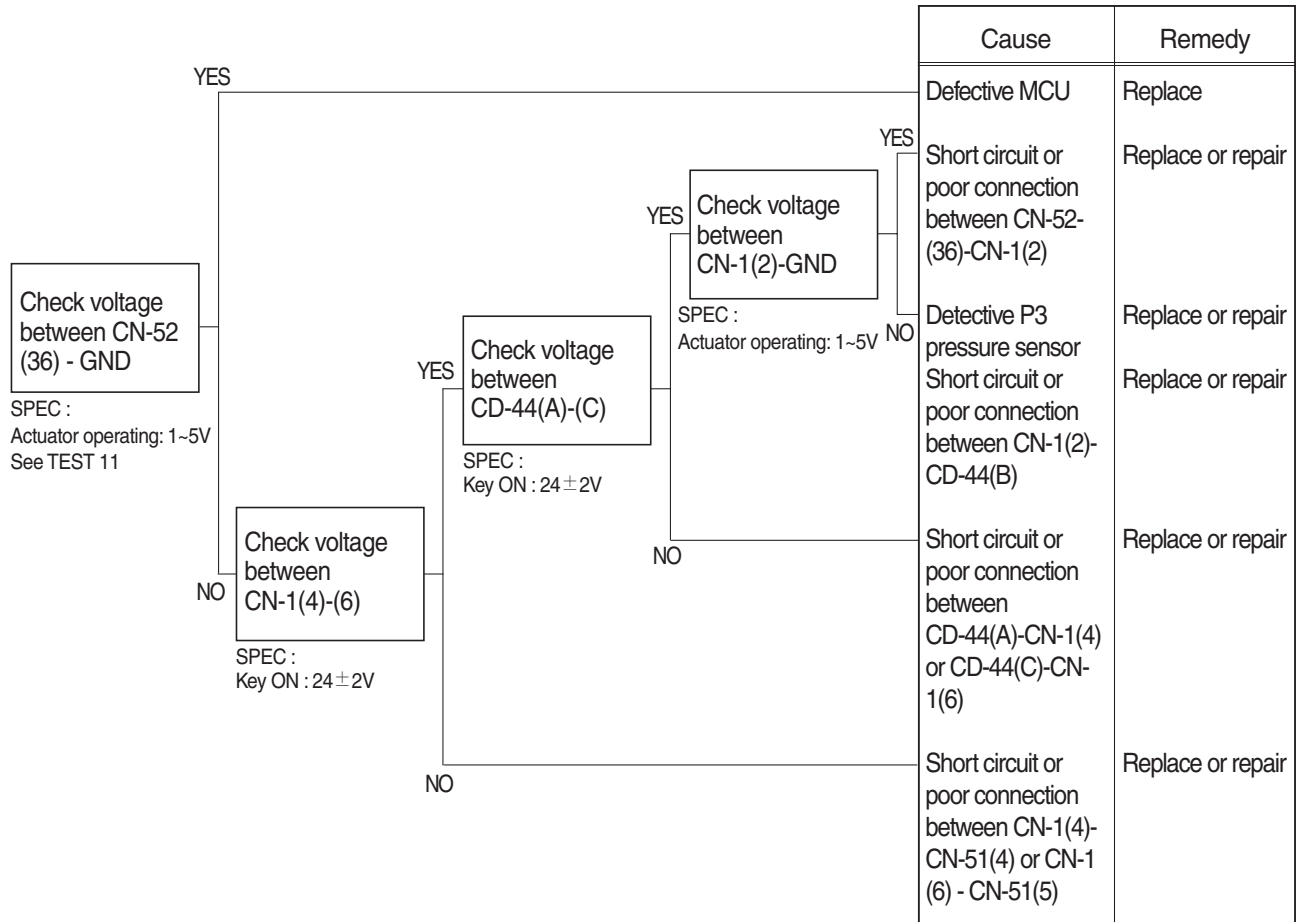 Cause
Remedy
YES
Defective MCU
Replace
YES
Short circuit or
poor connection
between CN-52-
(36)-CN-1(2)
Replace or repair
YES
Check voltage
between
CN-1(2)-GND
SPEC :
Actuator operating: 1~5V
NO
Detective P3
pressure sensor
Replace or repair
Short circuit or
poor connection
between CN-1(2)-
CD-44(B)
Replace or repair
Check voltage
between CN-52
(36) - GND
SPEC :
Actuator operating: 1~5V
See TEST 11
YES
Check voltage
between
CD-44(A)-(C)
SPEC :
Key ON : 24±2V
NO
Short circuit or
poor connection
between
CD-44(A)-CN-1(4)
or CD-44(C)-CN-
1(6)
Replace or repair
NO
Check voltage
between
CN-1(4)-(6)
SPEC :
Key ON : 24±2V
NO
Short circuit or
poor connection
between CN-1(4)-
CN-51(4) or CN-1
(6) - CN-51(5)
Replace or repair